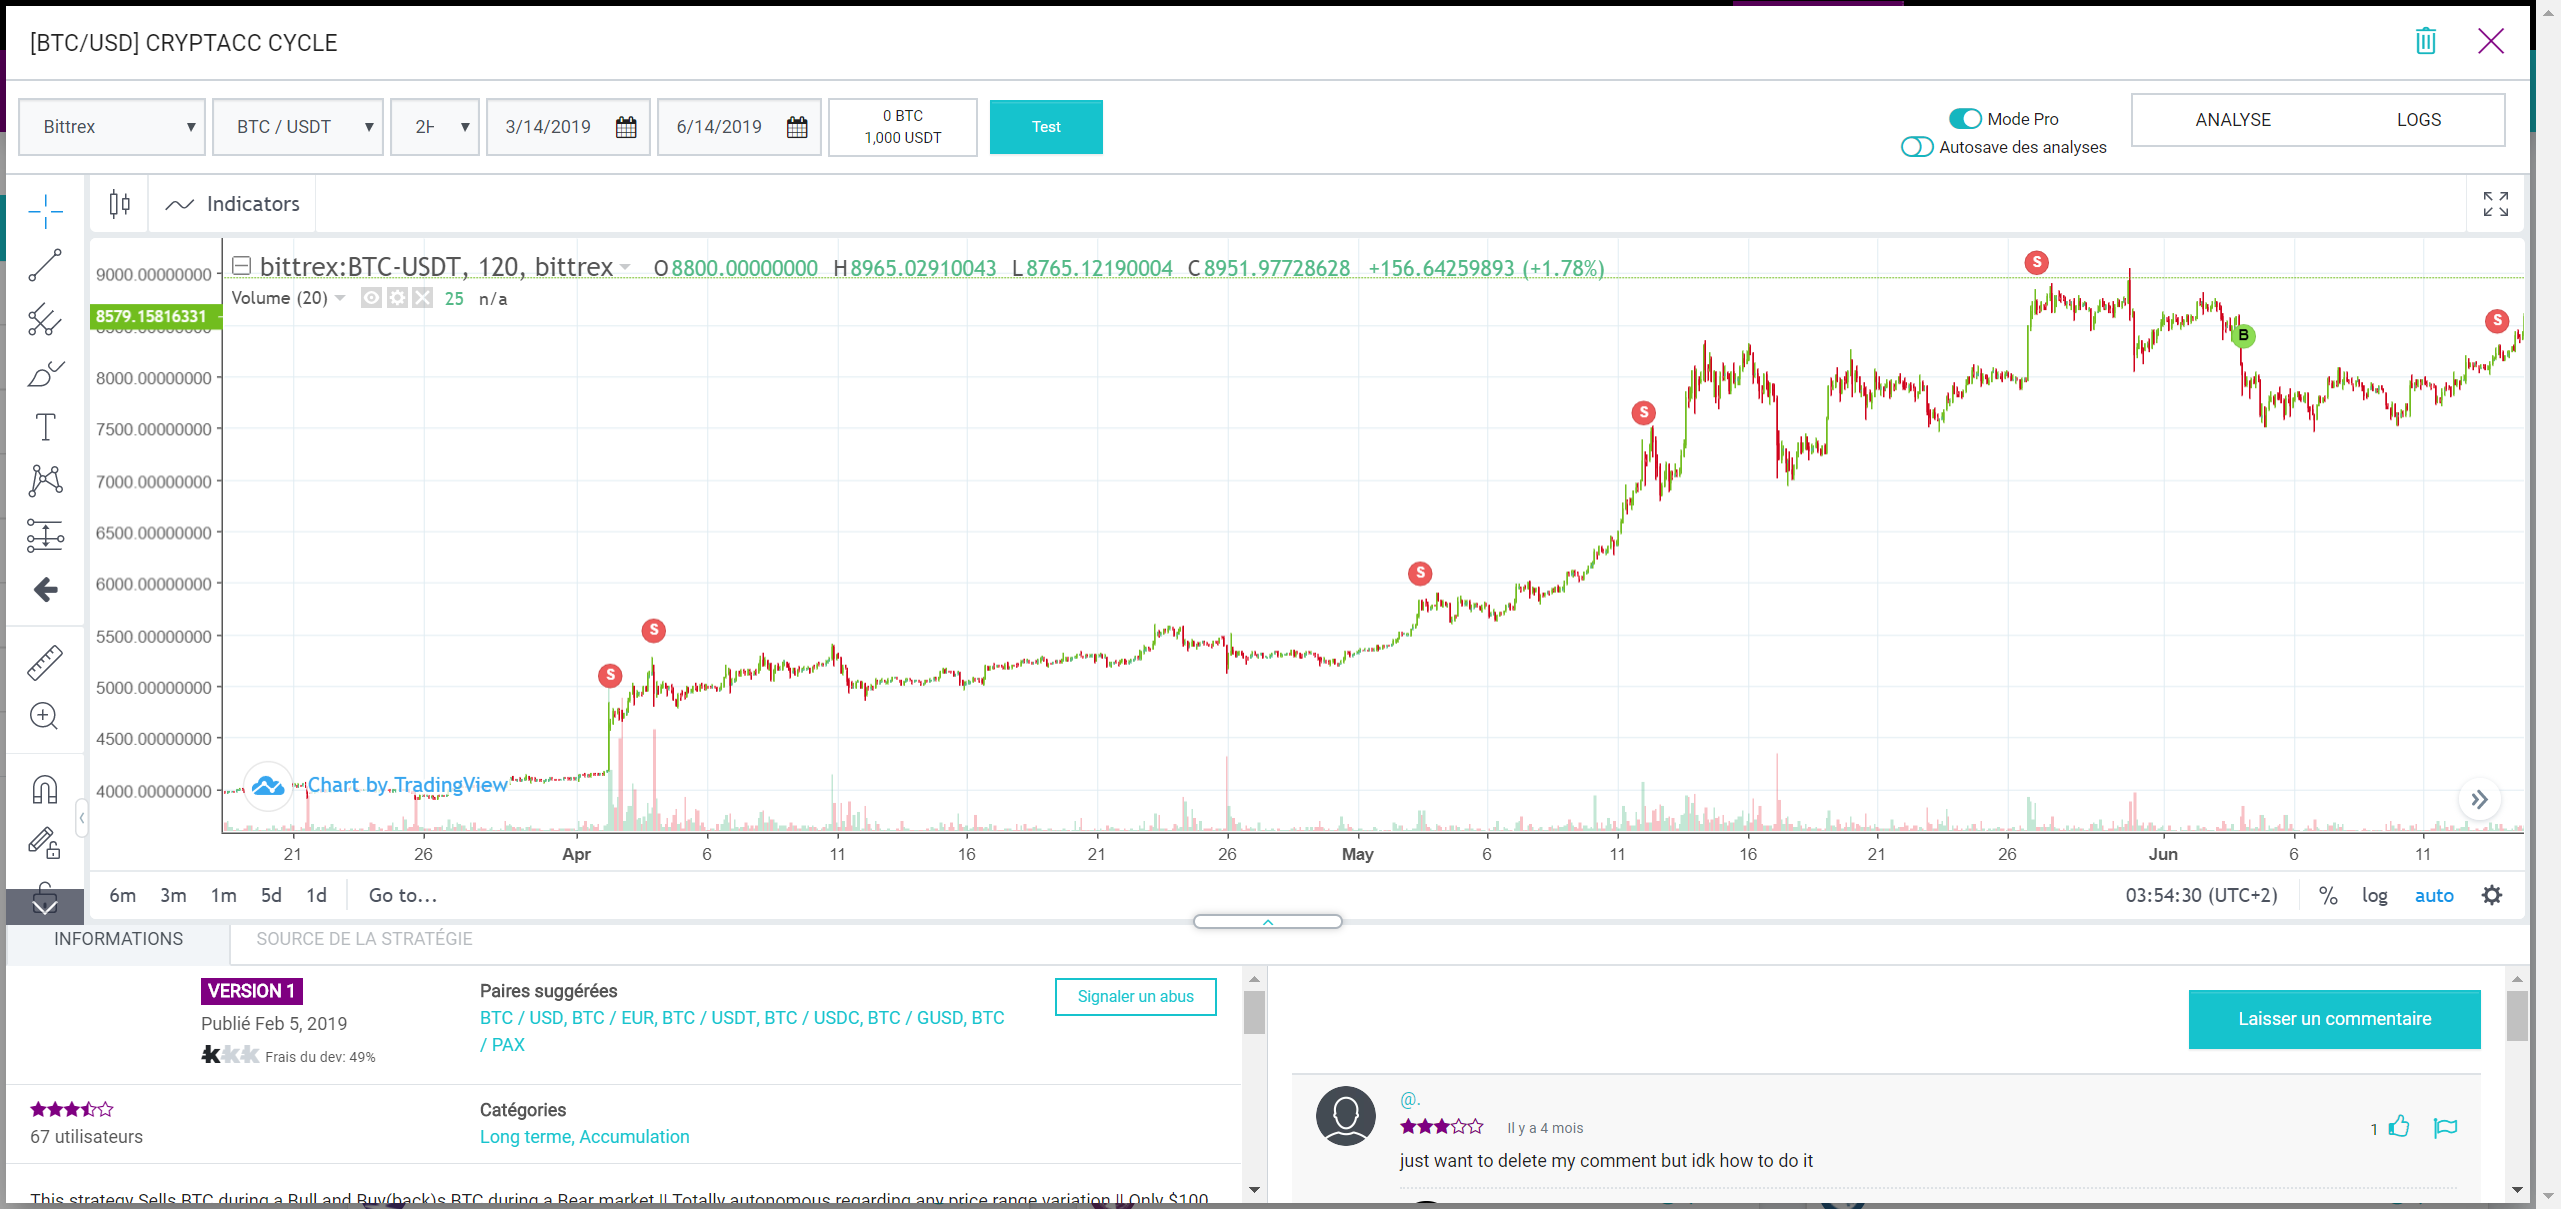 [BTC/USD] CRYPTACC CYCLE
Bittrex
BTC / USDT
3/14/2019
6/14/2019
0 BTC
1,000 USDT
Test
Mode Pro
Autosave des analyses
ANALYSE
LOGS
Indicators
bittrex:BTC-USDT, 120, bittrex O8800.00000000 H8965.02910043 L8765.12190004 C8951.97728628 +156.64259893 (+1.78%)
Volume (20) 25 n/a
9000.00000000
8579.15816331
8000.00000000
7500.00000000
7000.00000000
6500.00000000
6000.00000000
5500.00000000
5000.00000000
4500.00000000
4000.00000000
S
S
S
S
S
B
S
Chart by TradingView
21 26 Apr 6 11 16 21 26 May 6 11 16 21 26 Jun 6 11
6m 3m 1m 5d 1d Go to...
03:54:30 (UTC+2) % log auto
INFORMATIONS
SOURCE DE LA STRATÉGIE
VERSION 1
Publié Feb 5, 2019
Frais du dev: 49%
Paires suggérées
BTC / USD, BTC / EUR, BTC / USDT, BTC / USDC, BTC / GUSD, BTC
/ PAX
Signaler un abus
67 utilisateurs
Catégories
Long terme, Accumulation
This strategy Sells BTC during a Bull and Buy(back)s BTC during a Bear market !! Totally autonomous regarding any price range variation !! Only $100
Laisser un commentaire
@.
Il y a 4 mois
1
just want to delete my comment but idk how to do it